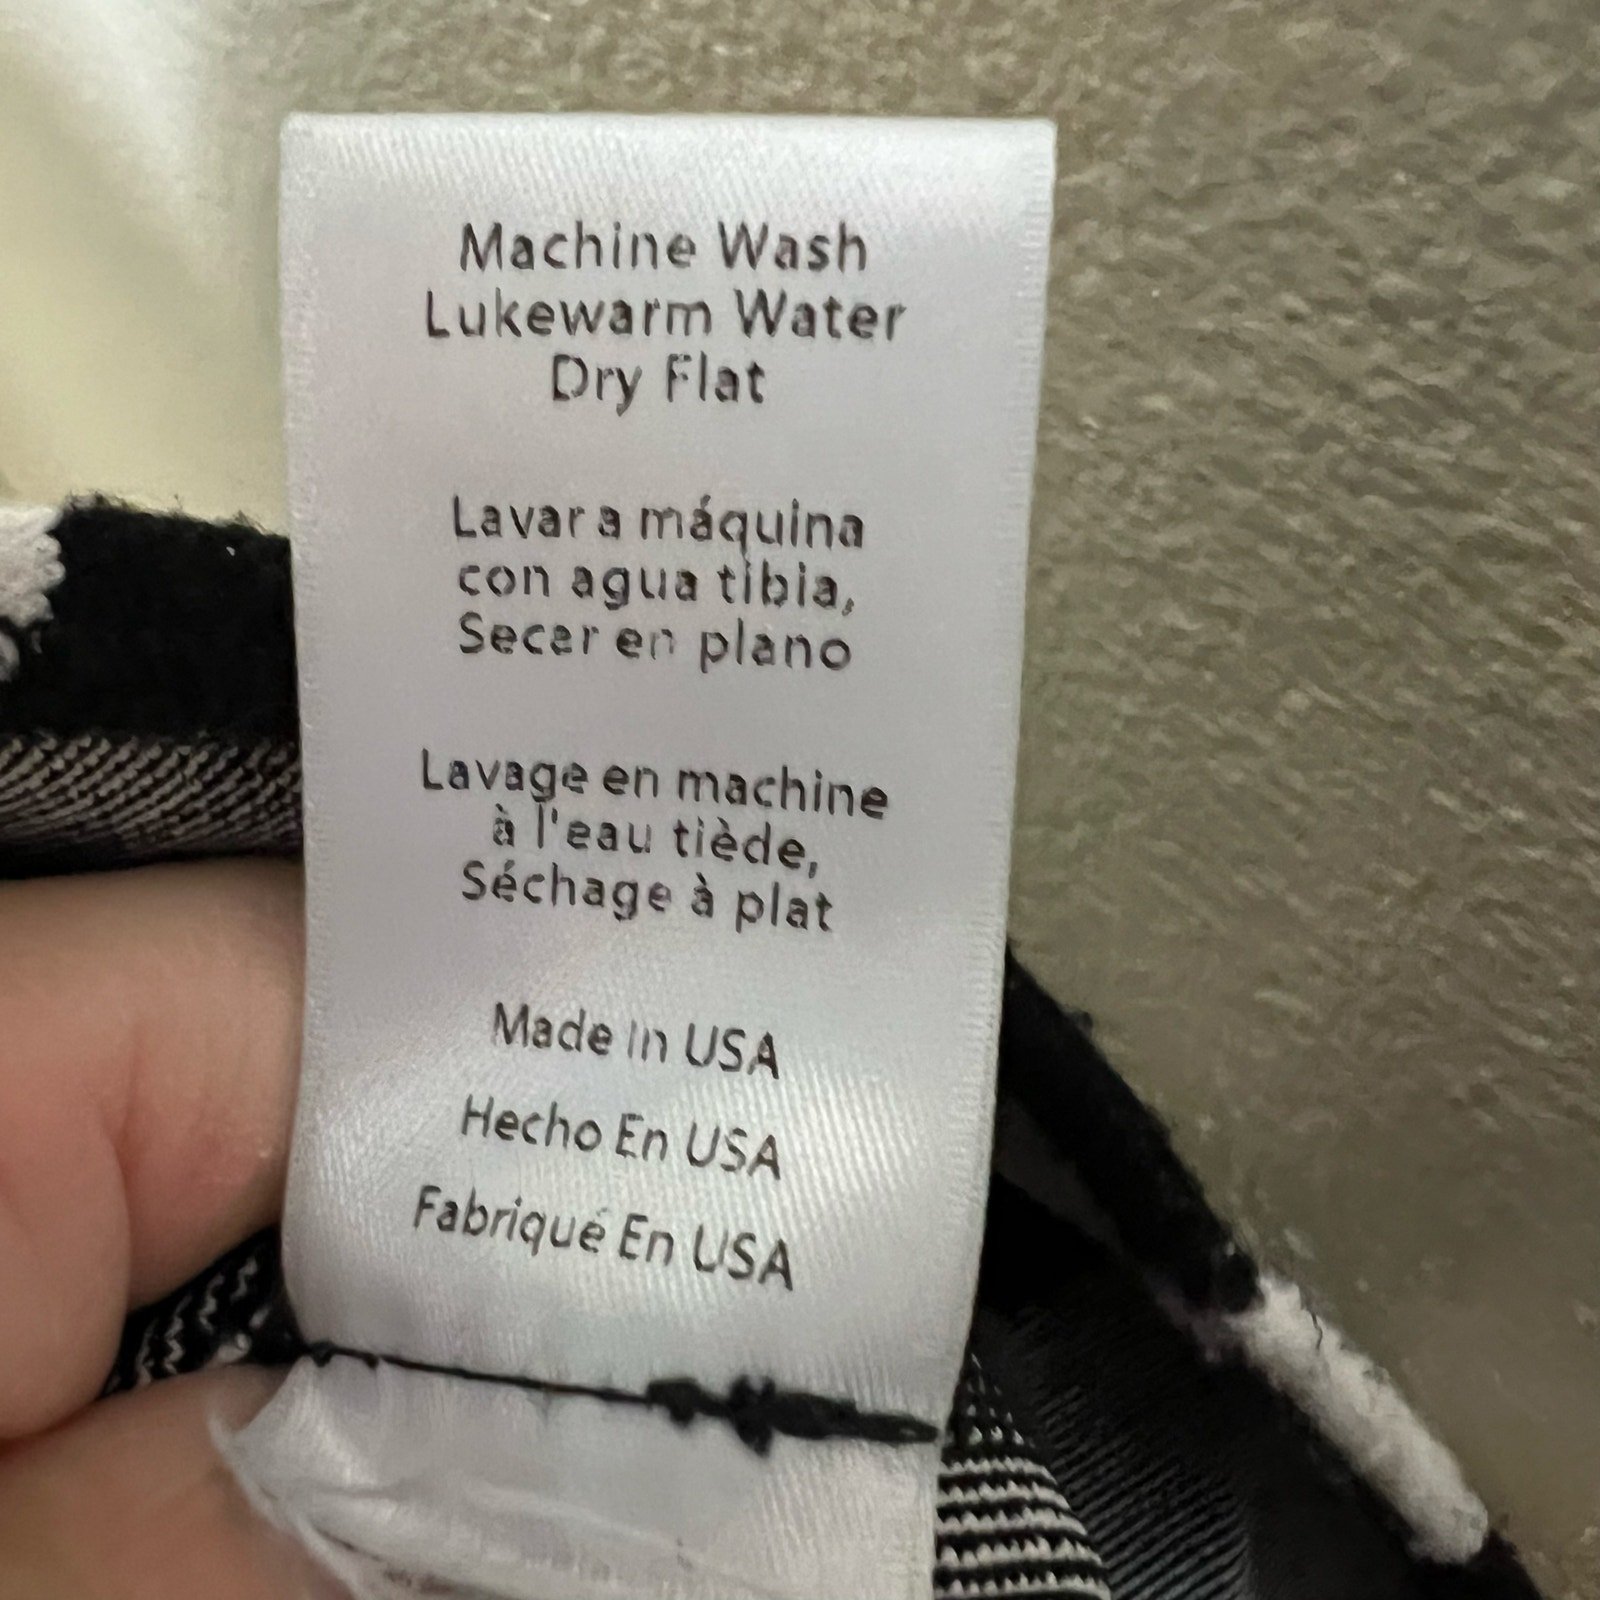 Machine Wash
Lukewarm Water
Dry Flat
Lavar a máquina
con agua tibia,
Secar en plano
Lavage en machine
à l'eau tiède,
Séchage à plat
Made In USA
Hecho En USA
Fabriqué En USA